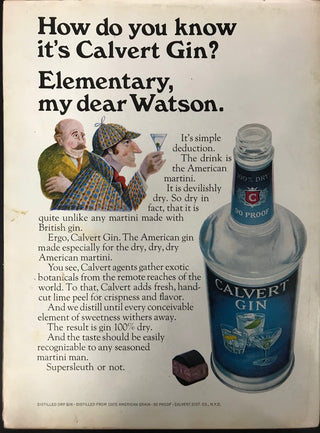 How do you know
it's Calvert Gin?
Elementary,
my dear Watson.
It's simple
deduction.
The drink is
the American
martini.
It is devilishly
dry. So dry in
fact, that it is
quite unlike any martini made with
British gin.
Ergo, Calvert Gin. The American gin
made especially for the dry, dry, dry
American martini.
You see, Calvert agents gather exotic
botanicals from the remote reaches of the
world. To that, Calvert adds fresh, hand-
cut lime peel for crispness and flavor.
And we distill until every conceivable
element of sweetness withers away.
The result is gin 100% dry.
And the taste should be easily
recognizable to any seasoned
martini man.
Supersleuth or not.
100% DRY
C
90 PROOF
CALVERT
GIN
DISTILLED DRY GIN • DISTILLED FROM 100% AMERICAN GRAIN • 90 PROOF • CALVERT DIST. CO., N.Y.C.